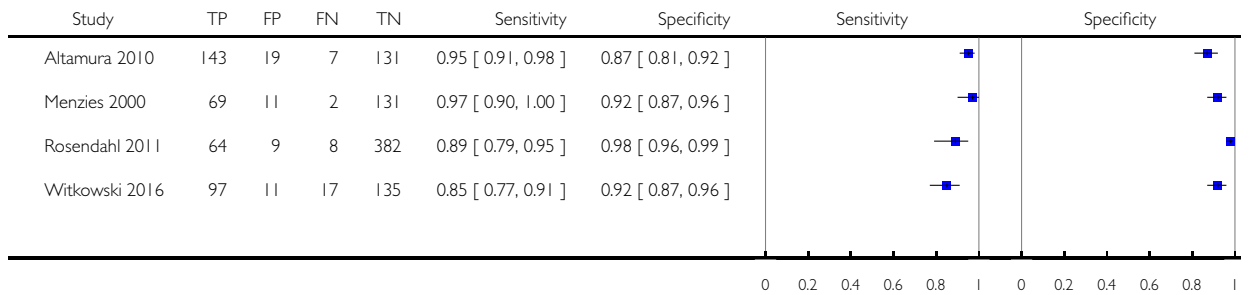 Study TP FP FN TN Sensitivity Specificity Sensitivity Specificity
Altamura 2010 143 19 7 131 0.95 [ 0.91, 0.98 ] 0.87 [ 0.81, 0.92 ]
Menzies 2000 69 11 2 131 0.97 [ 0.90, 1.00 ] 0.92 [ 0.87, 0.96 ]
Rosendahl 2011 64 9 8 382 0.89 [ 0.79, 0.95 ] 0.98 [ 0.96, 0.99 ]
Witkowski 2016 97 11 17 135 0.85 [ 0.77, 0.91 ] 0.92 [ 0.87, 0.96 ]
0 0.2 0.4 0.6 0.8 1 0 0.2 0.4 0.6 0.8 1